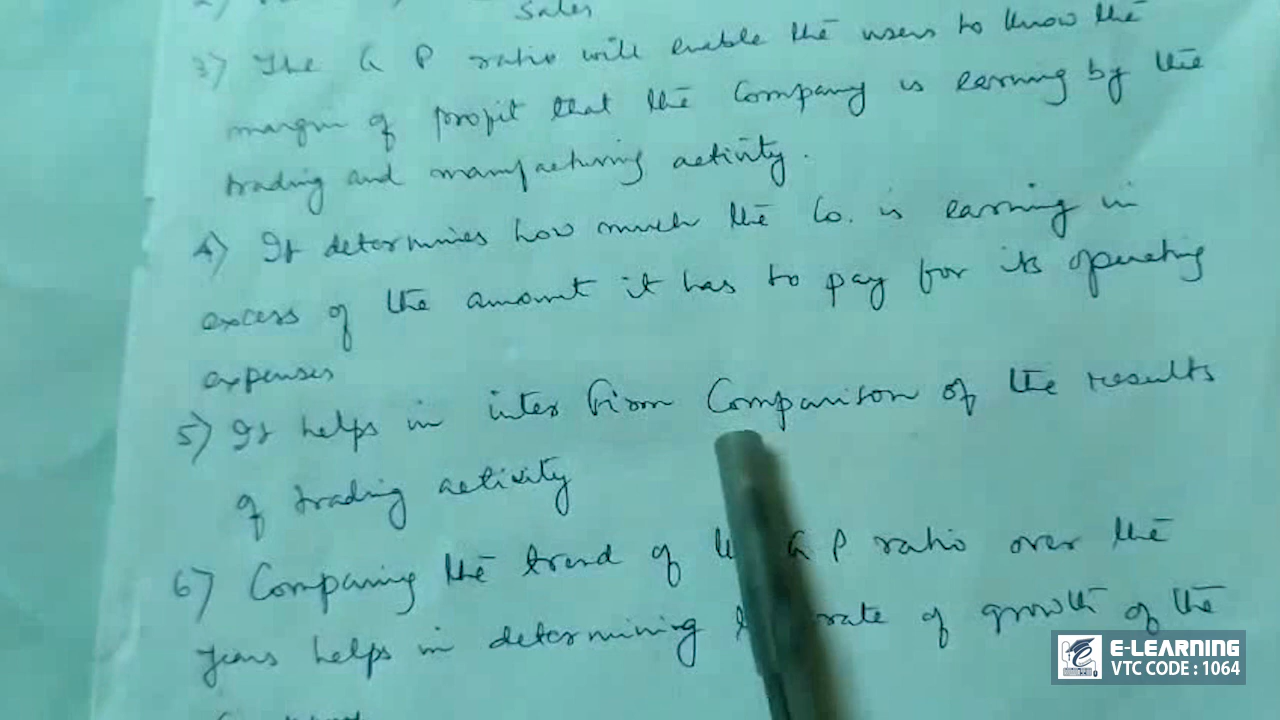 2)
Sales
3) The G P ratio will enable the users to know the
margin of profit that the Company is earning by the
trading and manufacturing activity.
4) It determines how much the Co. is earning in
excess of the amount it has to pay for its operating
expenses
5) It helps in inter Firm Comparison of the results
of trading activity
6) Comparing the trend of G P ratio over the
years helps in determining rate of growth of the
E-LEARNING
VTC CODE : 1064